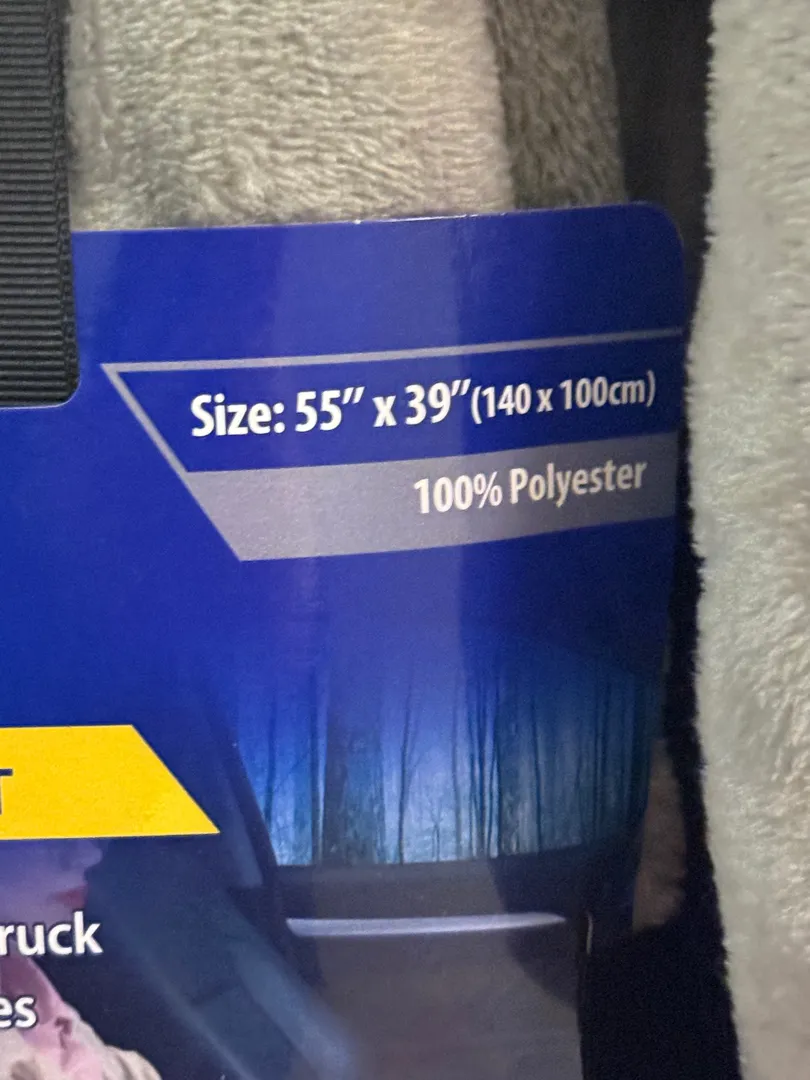 Size: 55” x 39” (140 x 100cm)
100% Polyester
T
ruck
es